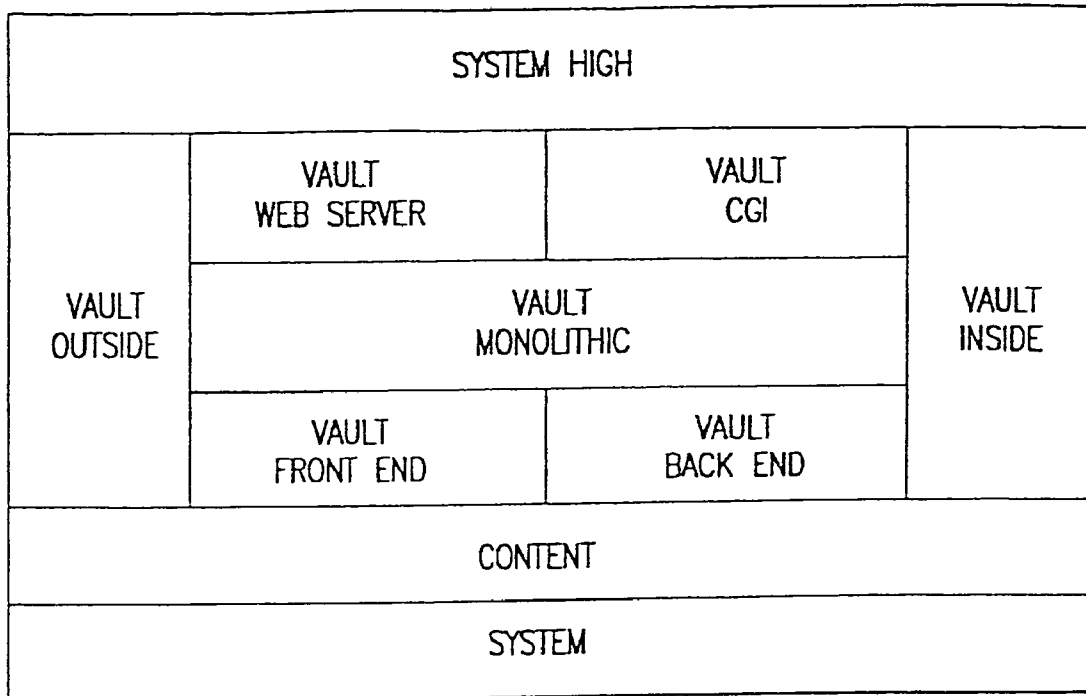 SYSTEM HIGH
VAULT
WEB SERVER
VAULT
CGI
VAULT
OUTSIDE
VAULT
MONOLITHIC
VAULT
INSIDE
VAULT
FRONT END
VAULT
BACK END
CONTENT
SYSTEM